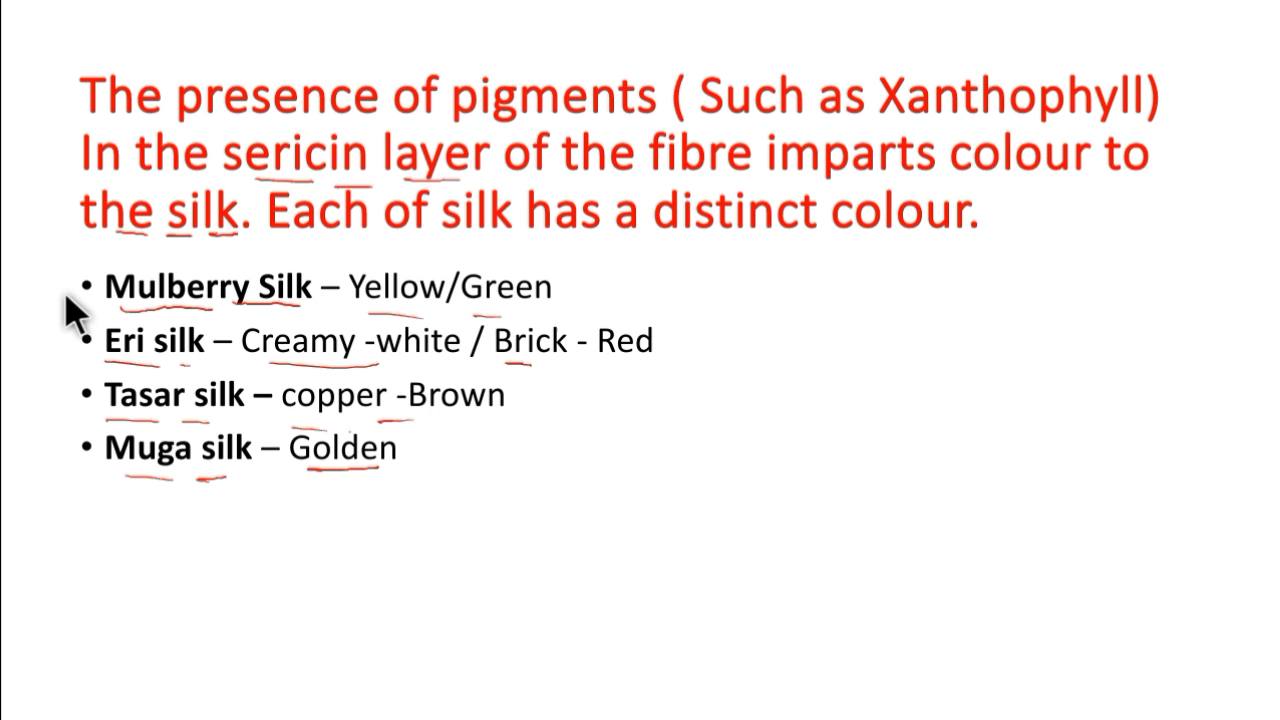 The presence of pigments ( Such as Xanthophyll)
In the sericin layer of the fibre imparts colour to
the silk. Each of silk has a distinct colour.
• Mulberry Silk – Yellow/Green
• Eri silk – Creamy -white / Brick - Red
• Tasar silk – copper -Brown
• Muga silk – Golden